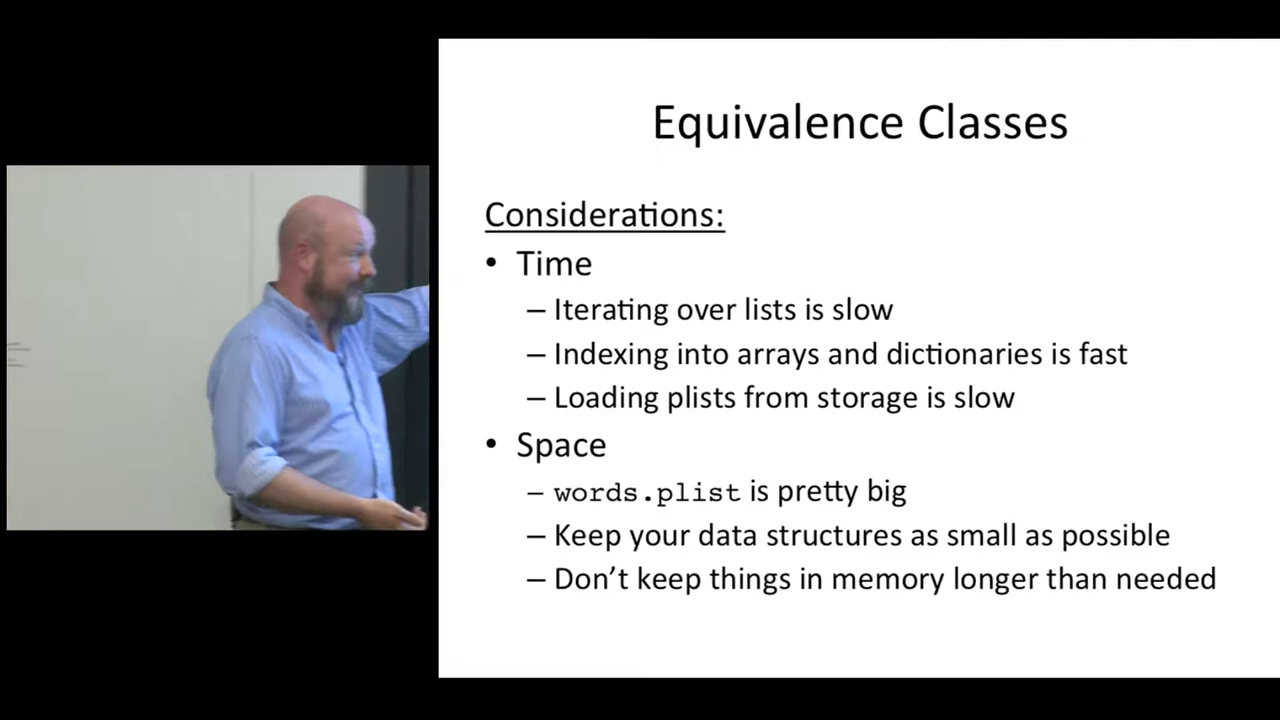 Equivalence Classes
Considerations:
• Time
– Iterating over lists is slow
– Indexing into arrays and dictionaries is fast
– Loading plists from storage is slow
• Space
– words.plist is pretty big
– Keep your data structures as small as possible
– Don’t keep things in memory longer than needed